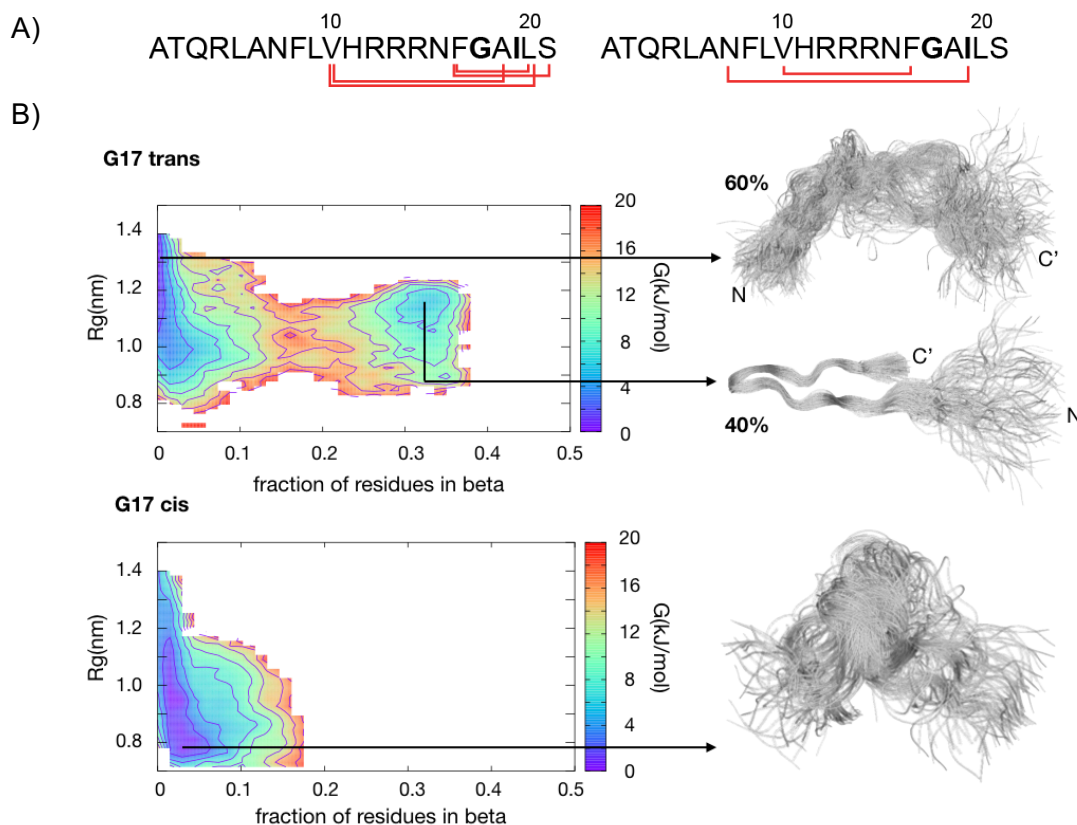 A)
10 20 10 20
ATQRLANFLVHRRRNFGAILS ATQRLANFLVHRRRNFGAILS
B)
G17 trans
1.4
1.2
1.0
0.8
Rg(nm)
0 0.1 0.2 0.3 0.4 0.5
fraction of residues in beta
20
16
12
8
4
0
G(kJ/mol)
60%
N
C'
C'
N
40%
G17 cis
1.4
1.2
1.0
0.8
Rg(nm)
0 0.1 0.2 0.3 0.4 0.5
fraction of residues in beta
20
16
12
8
4
0
G(kJ/mol)